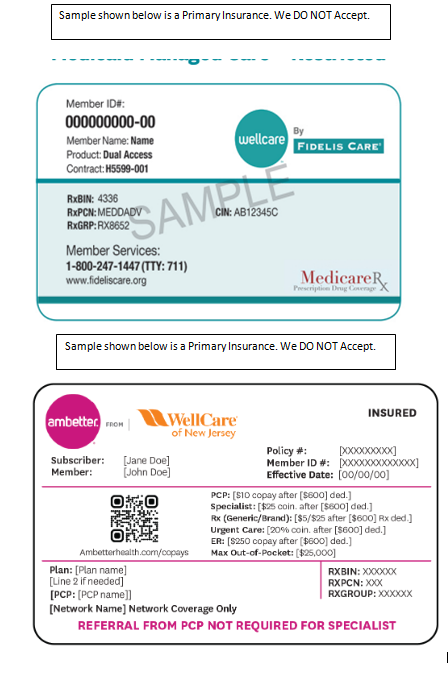 Sample shown below is a Primary Insurance. We DO NOT Accept.
Medicaid Managed Care – Restricted
Member ID#:
000000000-00
Member Name: Name
Product: Dual Access
Contract: H5599-001
wellcare
By
FIDELIS CARE®
RxBIN: 4336
RxPCN: MEDDADV
RxGRP: RX8652
CIN: AB12345C
SAMPLE
Member Services:
1-800-247-1447 (TTY: 711)
www.fideliscare.org
MedicareRx
Prescription Drug Coverage
Sample shown below is a Primary Insurance. We DO NOT Accept.
ambetter.
FROM
WellCare
of New Jersey
INSURED
Subscriber: [Jane Doe]
Member: [John Doe]
Policy #: [XXXXXXXXX]
Member ID #: [XXXXXXXXXXXXX]
Effective Date: [00/00/00]
Ambetterhealth.com/copays
PCP: [$10 copay after [$600] ded.]
Specialist: [$25 coin. after [$600] ded.]
Rx (Generic/Brand): [$5/$25 after [$600] Rx ded.]
Urgent Care: [20% coin. after [$600] ded.]
ER: [$250 copay after [$600] ded.]
Max Out-of-Pocket: [$25,000]
Plan: [Plan name]
[Line 2 if needed]
[PCP: [PCP name]]
[Network Name] Network Coverage Only
RXBIN: XXXXXX
RXPCN: XXX
RXGROUP: XXXXXX
REFERRAL FROM PCP NOT REQUIRED FOR SPECIALIST